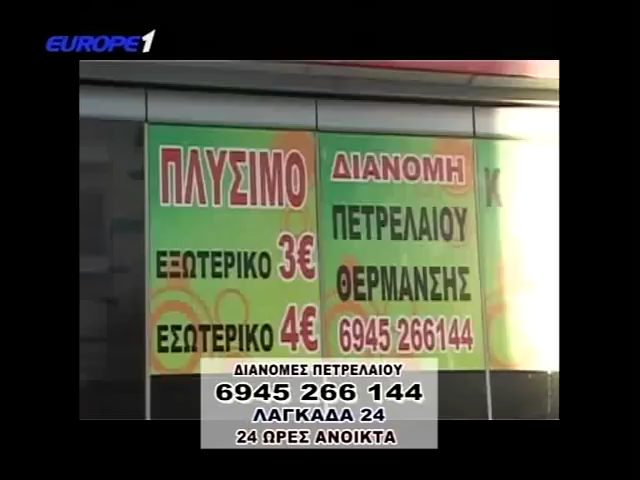 EUROPE1
ΠΛΥΣΙΜΟ
ΕΞΩΤΕΡΙΚΟ 3€
ΕΣΩΤΕΡΙΚΟ 4€
ΔΙΑΝΟΜΗ
ΠΕΤΡΕΛΑΙΟΥ
ΘΕΡΜΑΝΣΗΣ
6945 266144
Κ
ΔΙΑΝΟΜΕΣ ΠΕΤΡΕΛΑΙΟΥ
6945 266 144
ΛΑΓΚΑΔΑ 24
24 ΩΡΕΣ ΑΝΟΙΚΤΑ